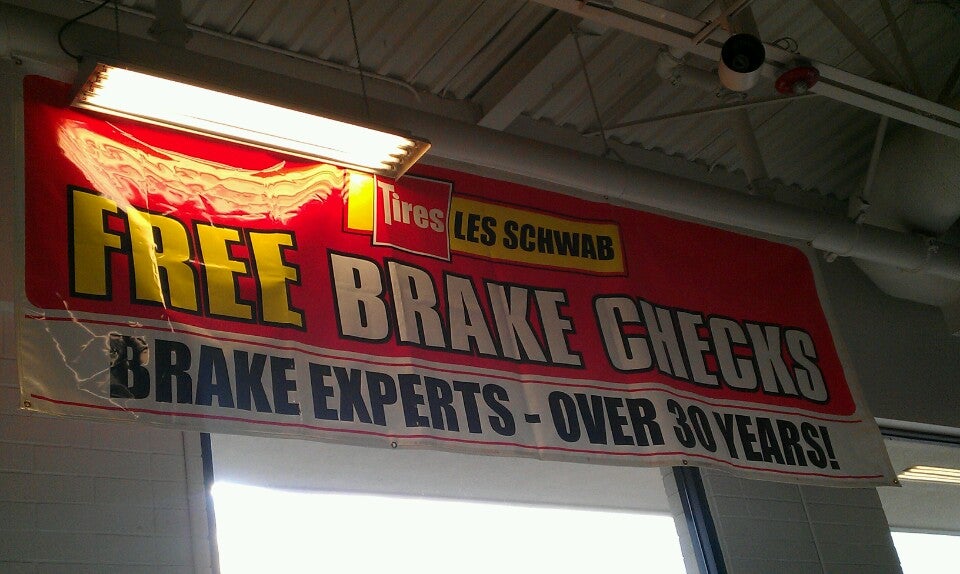 Tires LES SCHWAB
FREE BRAKE CHECKS
BRAKE EXPERTS - OVER 30 YEARS!